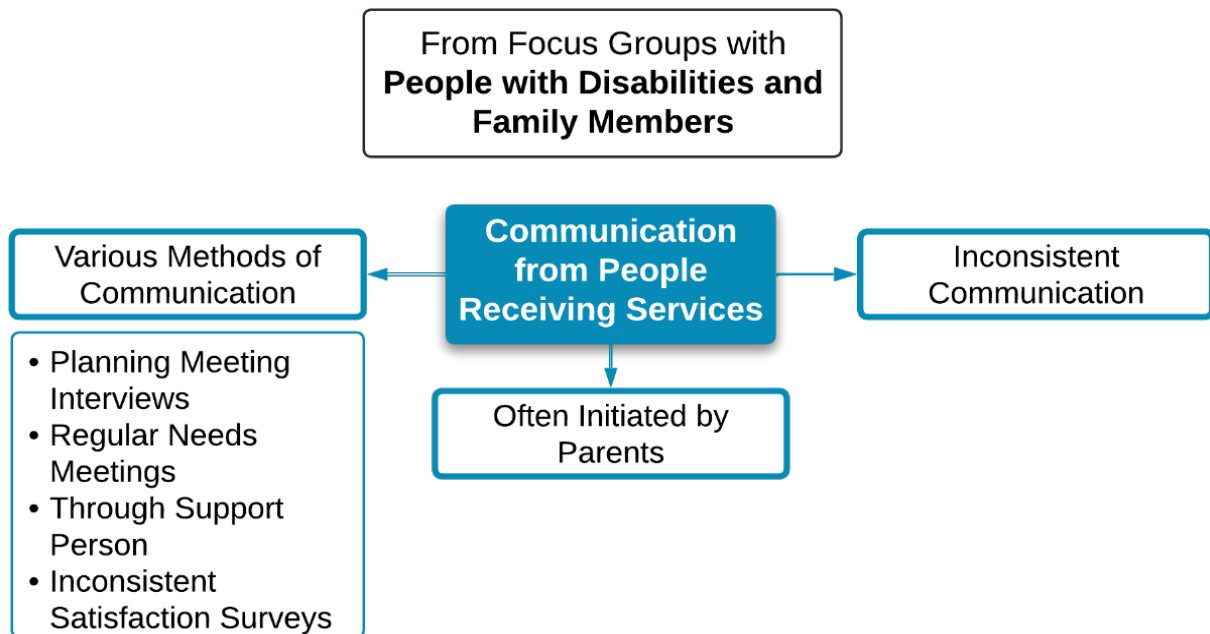 From Focus Groups with
People with Disabilities and
Family Members
Communication
from People
Receiving Services
Various Methods of
Communication
• Planning Meeting
Interviews
• Regular Needs
Meetings
• Through Support
Person
• Inconsistent
Satisfaction Surveys
Often Initiated by
Parents
Inconsistent
Communication